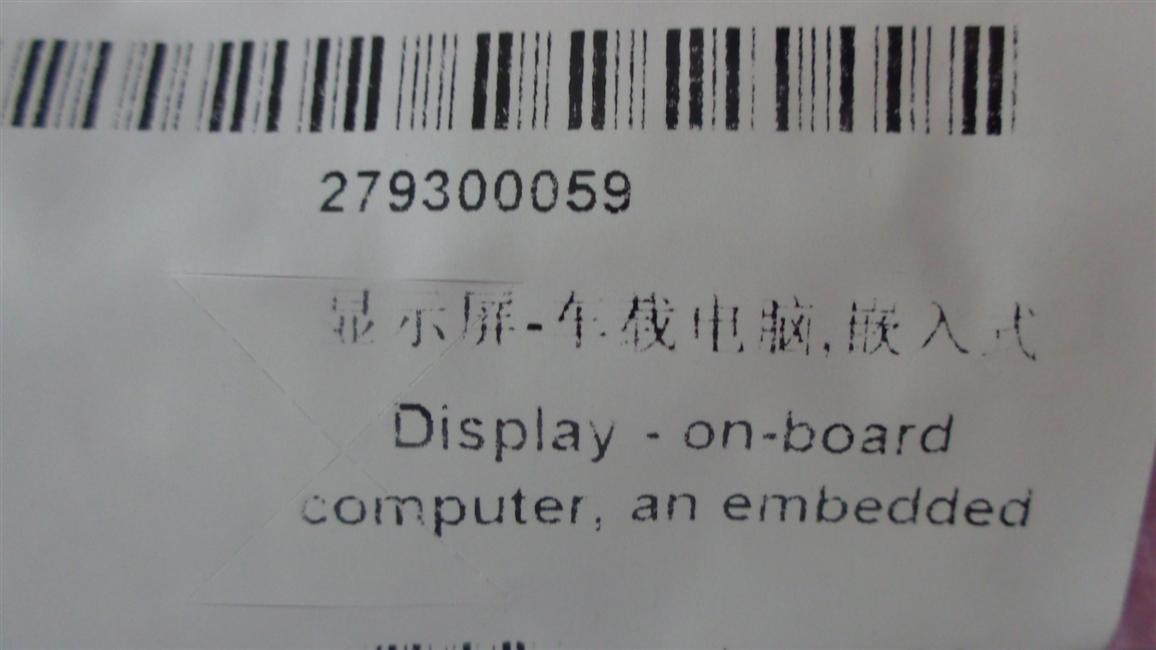 279300059
显示屏-车载电脑,嵌入式
Display - on-board
computer, an embedded